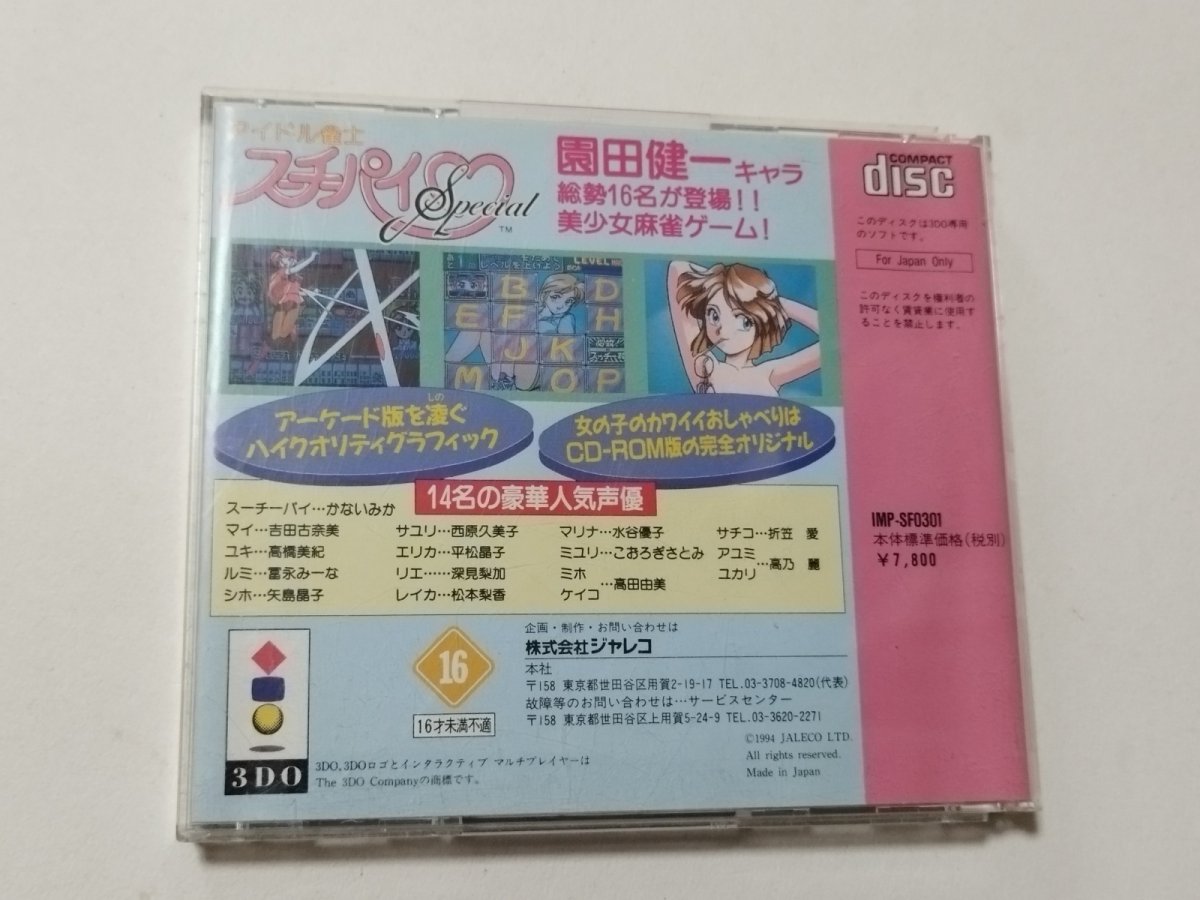 アイドル雀士
スーチーパイ
Special
TM
園田健一キャラ
総勢16名が登場!!
美少女麻雀ゲーム!
COMPACT
disc
このディスクは3DO専用
のソフトです。
For Japan Only
このディスクを権利者の
許可なく賃貸業に使用す
ることを禁止します。
レベルを上げよう
LEVEL
B D
E F H
J K
M O P
しの
アーケード版を凌ぐ
ハイクオリティグラフィック
女の子のカワイイおしゃべりは
CD-ROM版の完全オリジナル
14名の豪華人気声優
スーチーパイ…かないみか
マイ…吉田古奈美
ユキ…高橋美紀
ルミ…冨永みーな
シホ…矢島晶子
サユリ…西原久美子
エリカ…平松晶子
リエ……深見梨加
レイカ…松本梨香
マリナ…水谷優子
ミユリ…こおろぎさとみ
ミホ
ケイコ
…高田由美
サチコ…折笠 愛
アユミ
ユカリ
…高乃 麗
IMP-SF0301
本体標準価格(税別)
¥7,800
3DO
16
16才未満不適
企画・制作・お問い合わせは
株式会社ジャレコ
本社
〒158 東京都世田谷区用賀2-19-17 TEL.03-3708-4820(代表)
故障等のお問い合わせは…サービスセンター
〒158 東京都世田谷区上用賀5-24-9 TEL.03-3620-2271
©1994 JALECO LTD.
All rights reserved.
Made in Japan
3DO, 3DOロゴとインタラクティブ マルチプレイヤーは
The 3DO Companyの商標です。